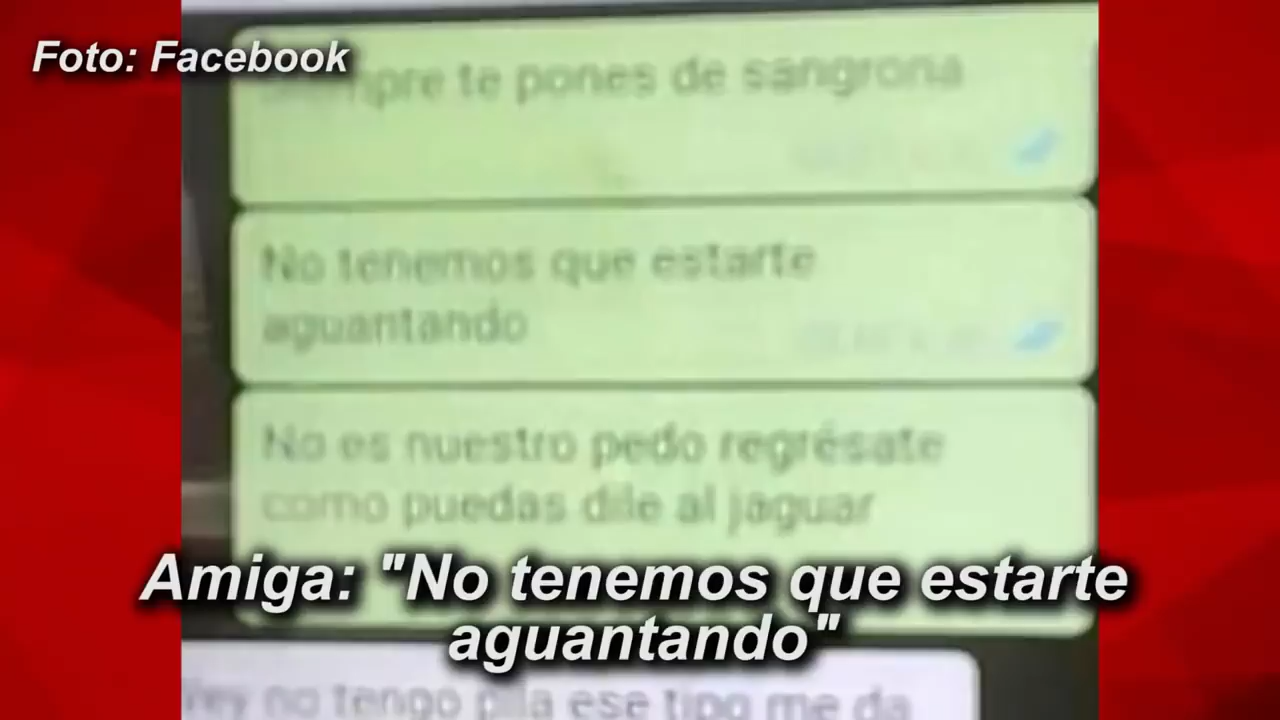 Foto: Facebook
te pones de sangrona
No tenemos que estarte
aguantando
No es nuestro pedo regrésate
como puedas dile al jaguar
Amiga: "No tenemos que estarte
aguantando"
no tengo pila ese tipo me da